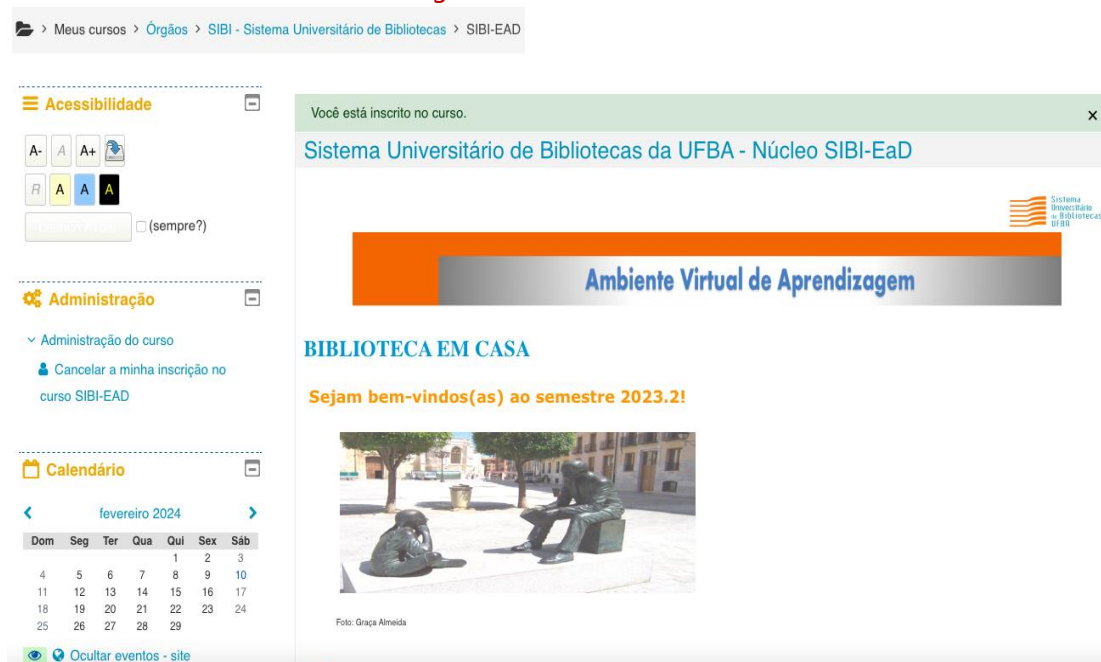 > Meus cursos > Órgãos > SIBI - Sistema Universitário de Bibliotecas > SIBI-EAD
Acessibilidade
A- A A+
R A A A
(sempre?)
Administração
Administração do curso
Cancelar a minha inscrição no
curso SIBI-EAD
Calendário
fevereiro 2024
Dom Seg Ter Qua Qui Sex Sáb
1 2 3
4 5 6 7 8 9 10
11 12 13 14 15 16 17
18 19 20 21 22 23 24
25 26 27 28 29
Ocultar eventos - site
Você está inscrito no curso. x
Sistema Universitário de Bibliotecas da UFBA - Núcleo SIBI-EaD
Sistema
Universitário
de Bibliotecas
UFBA
Ambiente Virtual de Aprendizagem
BIBLIOTECA EM CASA
Sejam bem-vindos(as) ao semestre 2023.2!
Foto: Graça Almeida